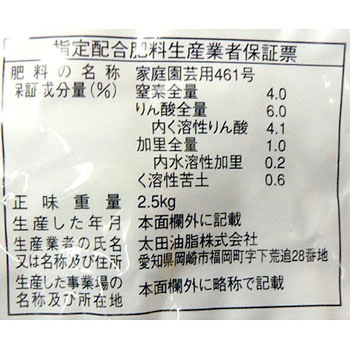 指定配合肥料生産業者保証票
肥料の名称 家庭園芸用461号
保証成分量(%) 窒素全量 4.0
りん酸全量 6.0
内く溶性りん酸 4.1
加里全量 1.0
内水溶性加里 0.2
く溶性苦土 0.6
正味重量 2.5kg
生産した年月 本面欄外に記載
生産業者の氏名 太田油脂株式会社
又は名称及び住所 愛知県岡崎市福岡町字下荒追28番地
生産した事業場の 本面欄外に略称で記載
名称及び所在地